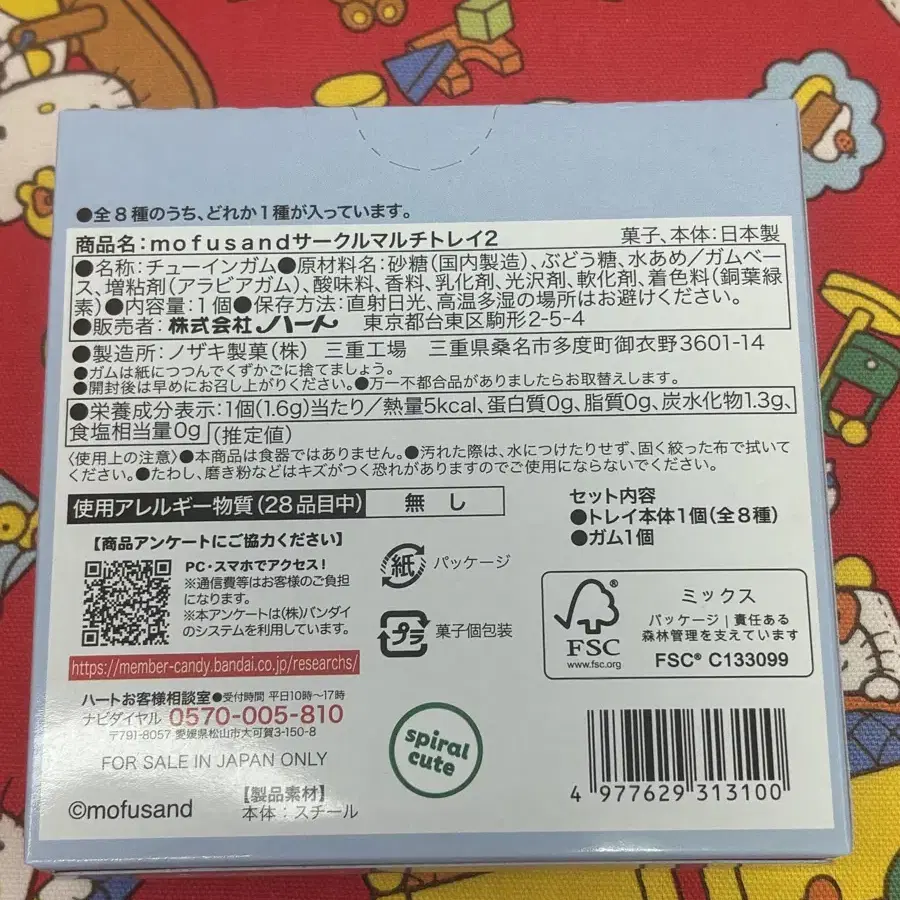 ●全8種のうち、どれか1種が入っています。
商品名：mofusandサークルマルチトレイ2
菓子、本体：日本製
●名称：チューインガム●原材料名：砂糖（国内製造）、ぶどう糖、水あめ／ガムベー
ス、増粘剤（アラビアガム）、酸味料、香料、乳化剤、光沢剤、軟化剤、着色料（銅葉緑
素）●内容量：1個●保存方法：直射日光、高温多湿の場所はお避けください。
●販売者：株式会社ハート 東京都台東区駒形2-5-4
●製造所：ノザキ製菓（株） 三重工場 三重県桑名市多度町御衣野3601-14
●ガムは紙につつんでくずかごに捨てましょう。
●開封後は早めにお召し上がりください。●万一不都合品がありましたらお取替えします。
●栄養成分表示：1個（1.6g）当たり／熱量5kcal、蛋白質0g、脂質0g、炭水化物1.3g、
食塩相当量0g（推定値）
〈使用上の注意〉●本商品は食器ではありません。●汚れた際は、水につけたりせず、固く絞った布で拭いて
ください。●たわし、磨き粉などはキズがつく恐れがありますのでご使用にならないでください。
使用アレルギー物質（28品目中） 無し
セット内容
●トレイ本体1個（全8種）
●ガム1個
【商品アンケートにご協力ください】
PC・スマホでアクセス！
※通信費等はお客様のご負担
になります。
※本アンケートは（株）バンダイ
のシステムを利用しています。
https://member-candy.bandai.co.jp/researchs/
紙 パッケージ
プラ 菓子個包装
FSC®
www.fsc.org
ミックス
パッケージ｜責任ある
森林管理を支えています
FSC® C133099
ハートお客様相談室●受付時間 平日10時～17時
ナビダイヤル 0570-005-810
〒791-8057 愛媛県松山市大可賀3-150-8
FOR SALE IN JAPAN ONLY
©mofusand
【製品素材】
本体：スチール
spiral
cute
4 977629 313100